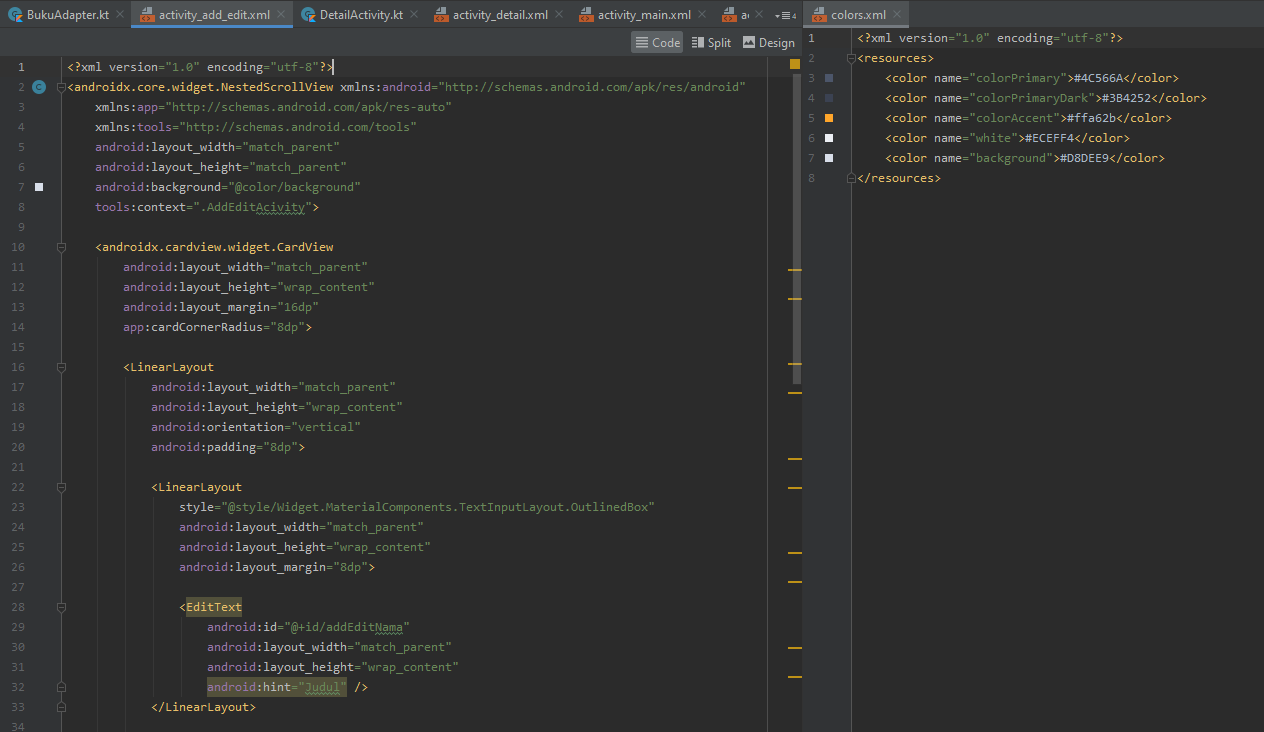 BukuAdapter.kt activity_add_edit.xml DetailActivity.kt activity_detail.xml activity_main.xml
colors.xml
Code Split Design
1 <?xml version="1.0" encoding="utf-8"?>
2 <androidx.core.widget.NestedScrollView xmlns:android="http://schemas.android.com/apk/res/android"
3 xmlns:app="http://schemas.android.com/apk/res-auto"
4 xmlns:tools="http://schemas.android.com/tools"
5 android:layout_width="match_parent"
6 android:layout_height="match_parent"
7 android:background="@color/background"
8 tools:context=".AddEditAcivity">
9
10 <androidx.cardview.widget.CardView
11 android:layout_width="match_parent"
12 android:layout_height="wrap_content"
13 android:layout_margin="16dp"
14 app:cardCornerRadius="8dp">
15
16 <LinearLayout
17 android:layout_width="match_parent"
18 android:layout_height="wrap_content"
19 android:orientation="vertical"
20 android:padding="8dp">
21
22 <LinearLayout
23 style="@style/Widget.MaterialComponents.TextInputLayout.OutlinedBox"
24 android:layout_width="match_parent"
25 android:layout_height="wrap_content"
26 android:layout_margin="8dp">
27
28 <EditText
29 android:id="@+id/addEditNama"
30 android:layout_width="match_parent"
31 android:layout_height="wrap_content"
32 android:hint="Judul" />
33 </LinearLayout>
34
1 <?xml version="1.0" encoding="utf-8"?>
2 <resources>
3 <color name="colorPrimary">#4C566A</color>
4 <color name="colorPrimaryDark">#3B4252</color>
5 <color name="colorAccent">#ffa62b</color>
6 <color name="white">#ECEFF4</color>
7 <color name="background">#D8DEE9</color>
8 </resources>